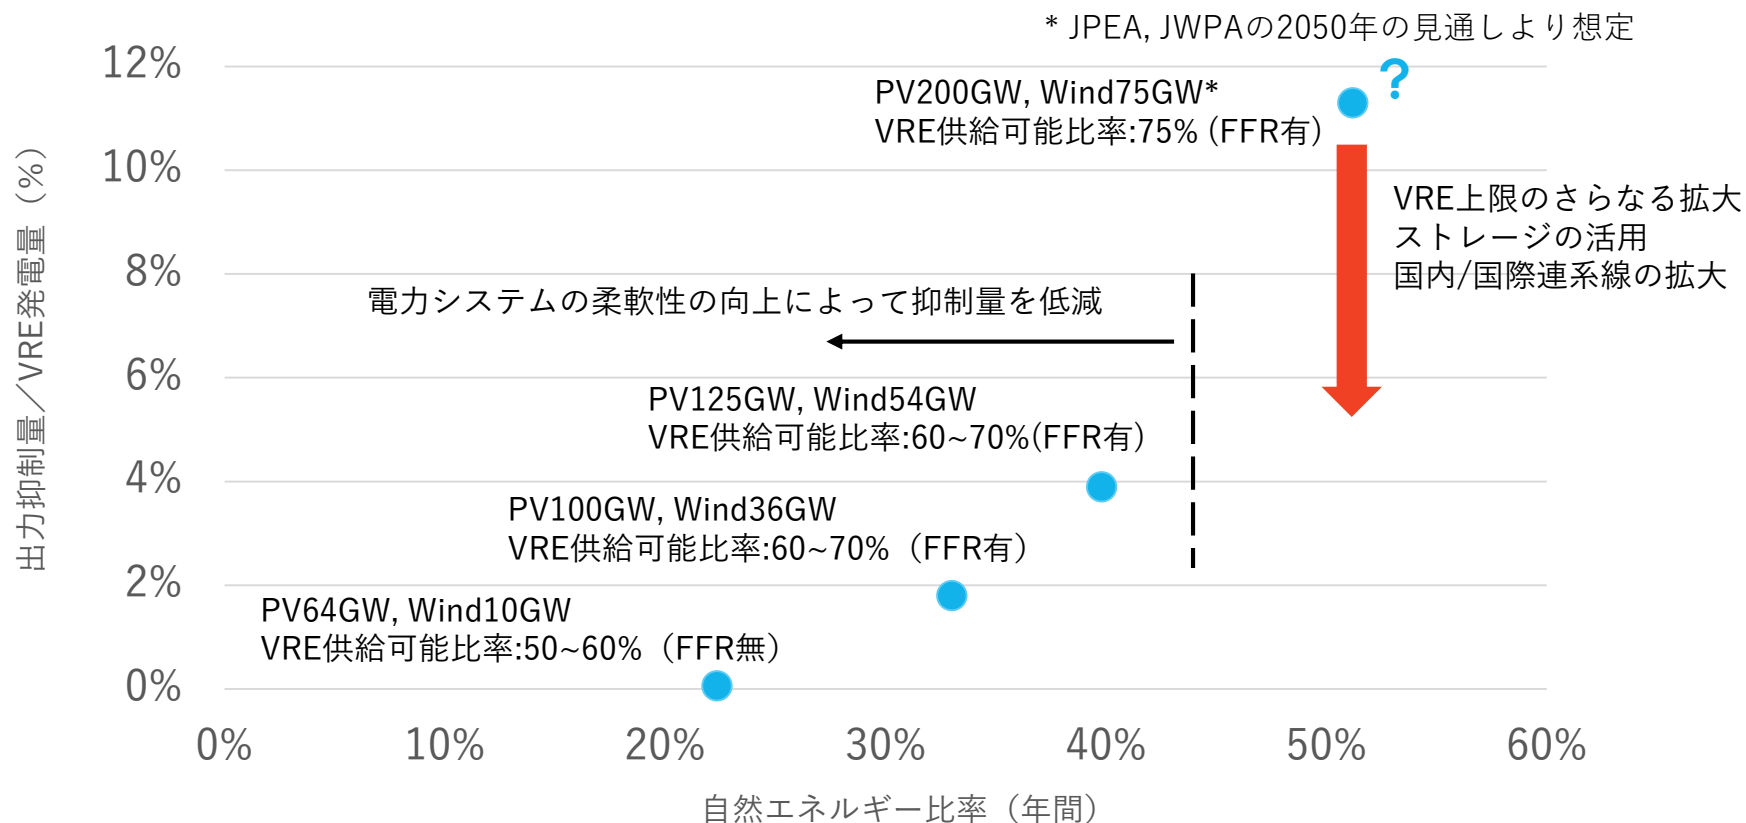 * JPEA, JWPAの2050年の見通しより想定
12%
10%
8%
6%
4%
2%
0%
出力抑制量／VRE発電量（%）
?
PV200GW, Wind75GW*
VRE供給可能比率:75% (FFR有)
VRE上限のさらなる拡大
ストレージの活用
国内/国際連系線の拡大
電力システムの柔軟性の向上によって抑制量を低減
PV125GW, Wind54GW
VRE供給可能比率:60~70%(FFR有)
PV100GW, Wind36GW
VRE供給可能比率:60~70%（FFR有）
PV64GW, Wind10GW
VRE供給可能比率:50~60%（FFR無）
0% 10% 20% 30% 40% 50% 60%
自然エネルギー比率（年間）